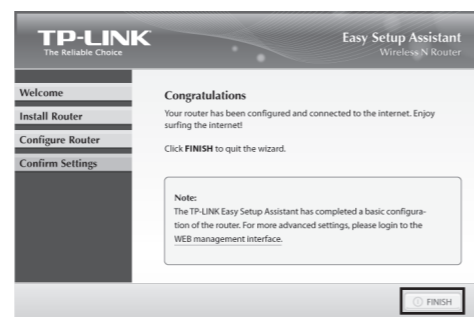 TP-LINK
The Reliable Choice
Easy Setup Assistant
Wireless N Router
Welcome
Install Router
Configure Router
Confirm Settings
Congratulations
Your router has been configured and connected to the internet. Enjoy
surfing the internet!
Click FINISH to quit the wizard.
Note:
The TP-LINK Easy Setup Assistant has completed a basic configura-
tion of the router. For more advanced settings, please login to the
WEB management interface.
FINISH